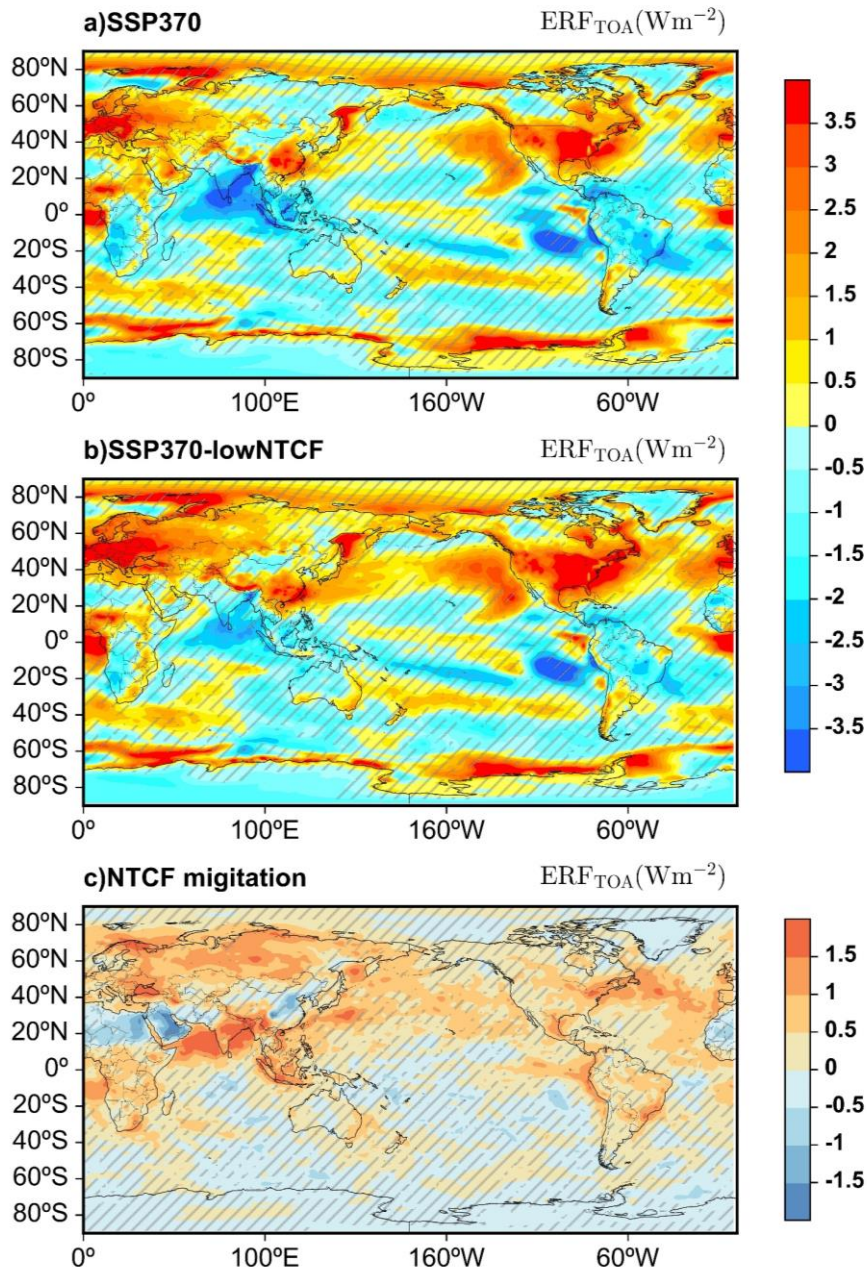 a)SSP370 ERF_TOA(Wm⁻²)
80ºN
60ºN
40ºN
20ºN
0º
20ºS
40ºS
60ºS
80ºS
0º 100ºE 160ºW 60ºW
3.5
3
2.5
2
1.5
1
0.5
0
-0.5
-1
-1.5
-2
-2.5
-3
-3.5
b)SSP370-lowNTCF ERF_TOA(Wm⁻²)
80ºN
60ºN
40ºN
20ºN
0º
20ºS
40ºS
60ºS
80ºS
0º 100ºE 160ºW 60ºW
c)NTCF migitation ERF_TOA(Wm⁻²)
80ºN
60ºN
40ºN
20ºN
0º
20ºS
40ºS
60ºS
80ºS
0º 100ºE 160ºW 60ºW
1.5
1
0.5
0
-0.5
-1
-1.5